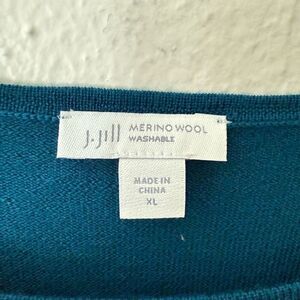 J.Jill MERINO WOOL
WASHABLE
MADE IN
CHINA
XL